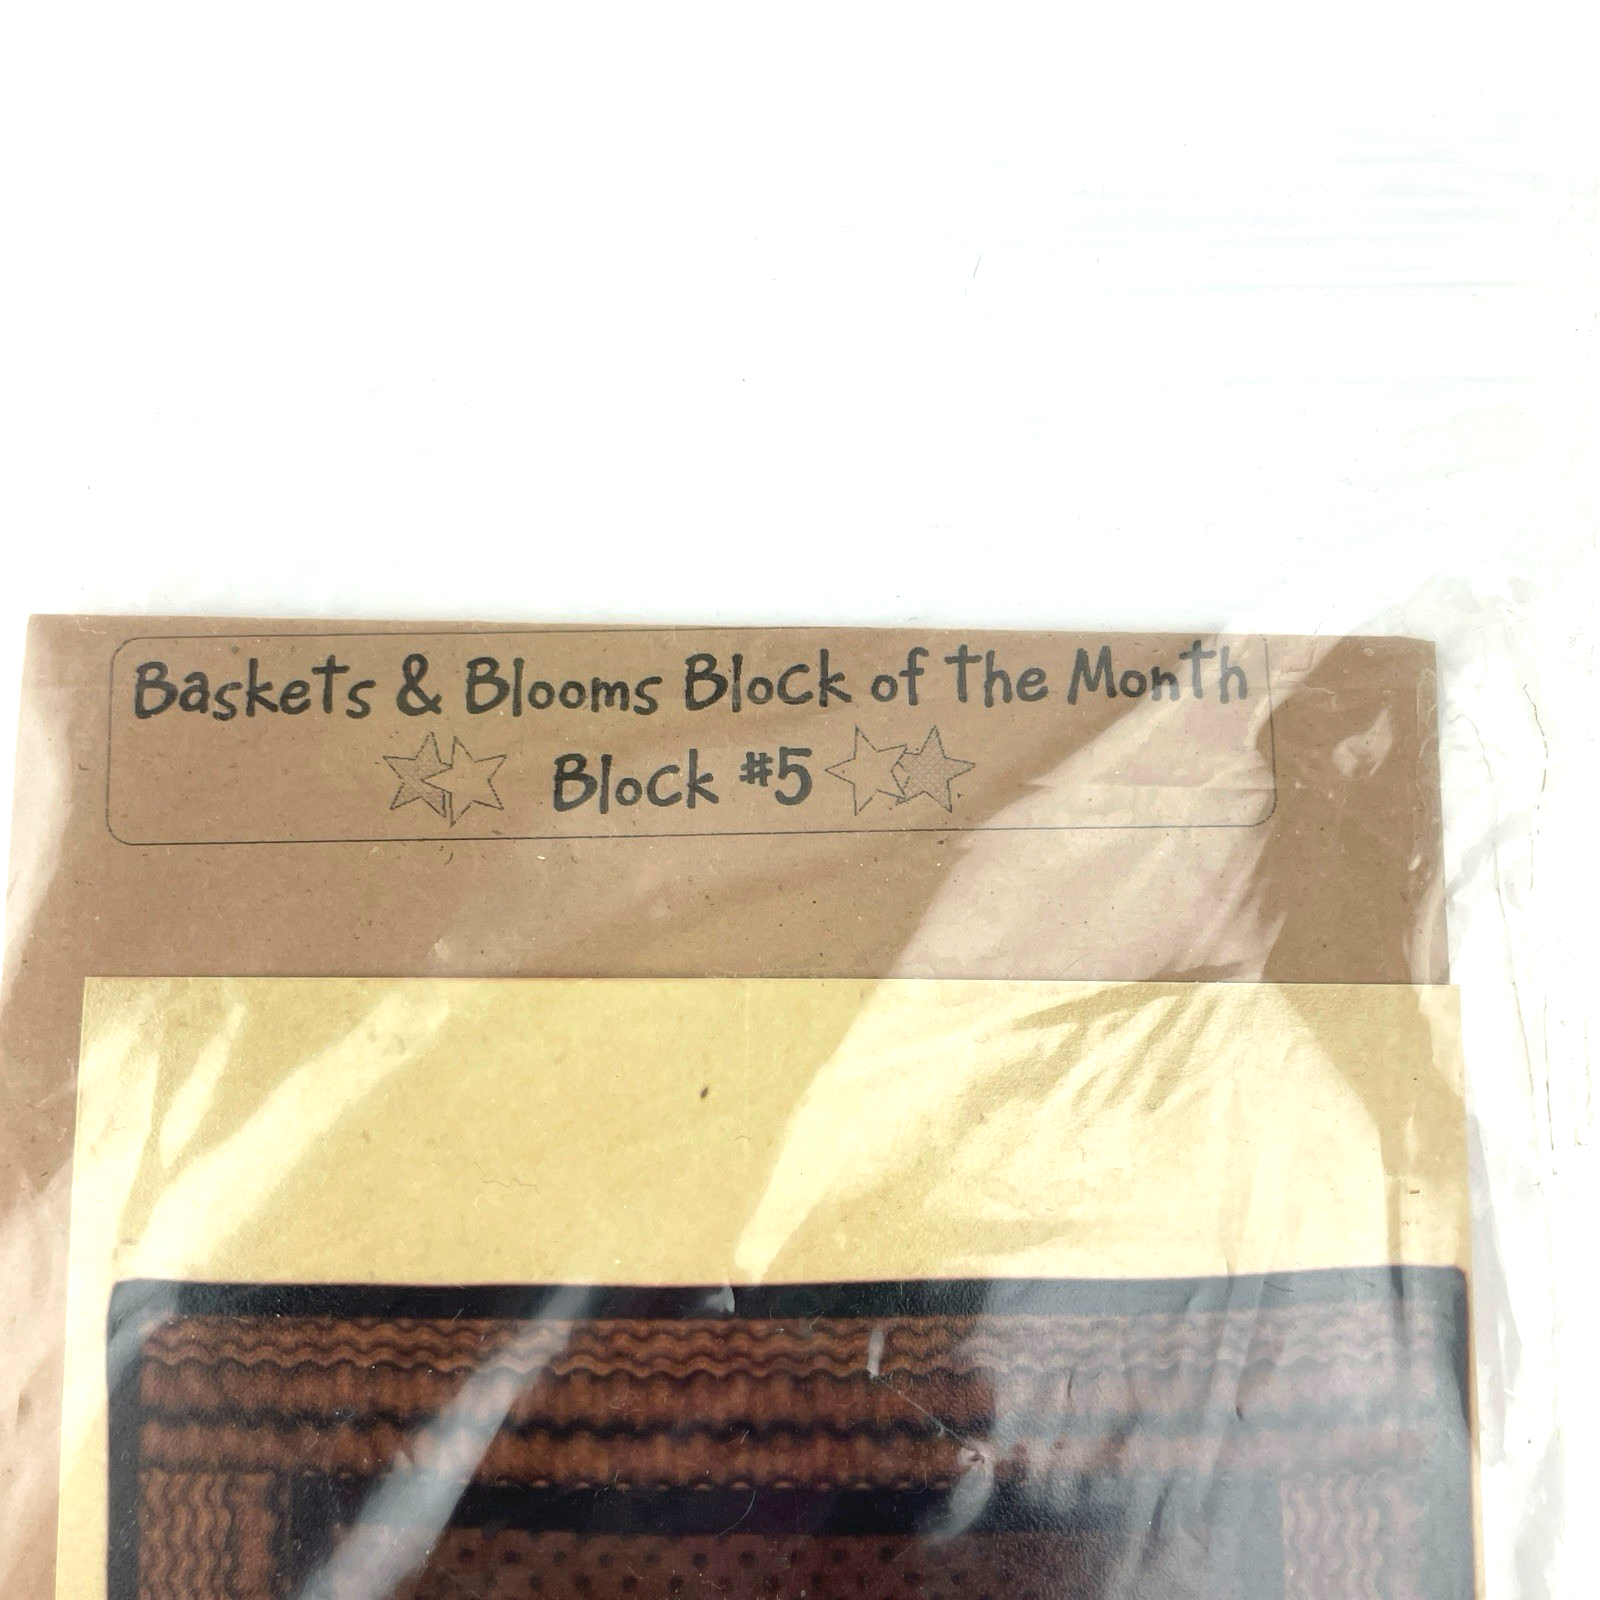 Baskets & Blooms Block of the Month
Block #5